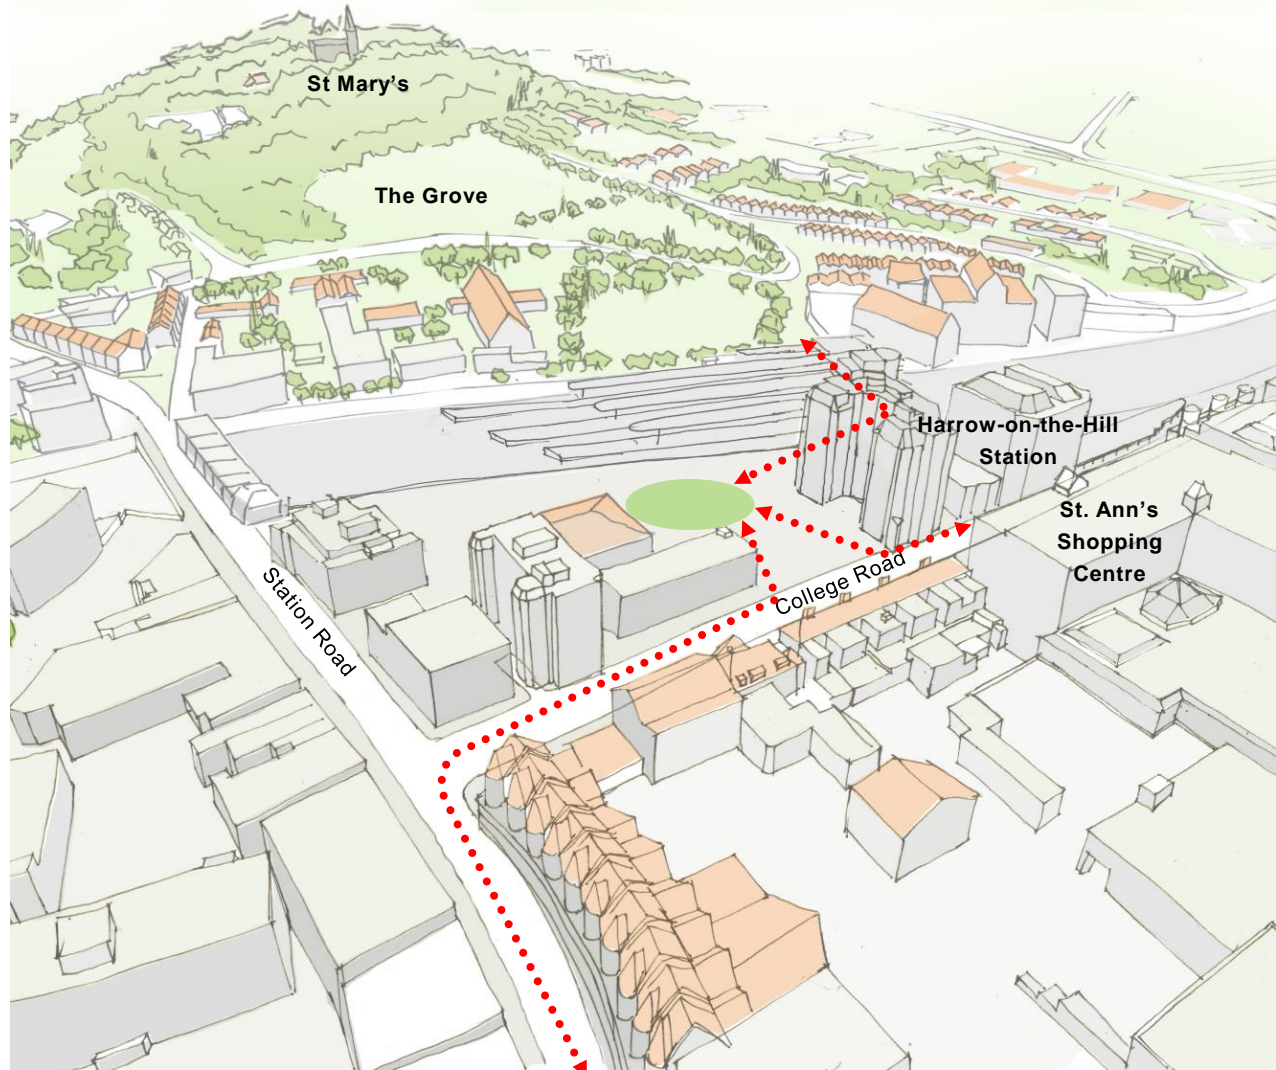 St Mary’s
The Grove
Harrow-on-the-Hill
Station
St. Ann’s
Shopping
Centre
College Road
Station Road